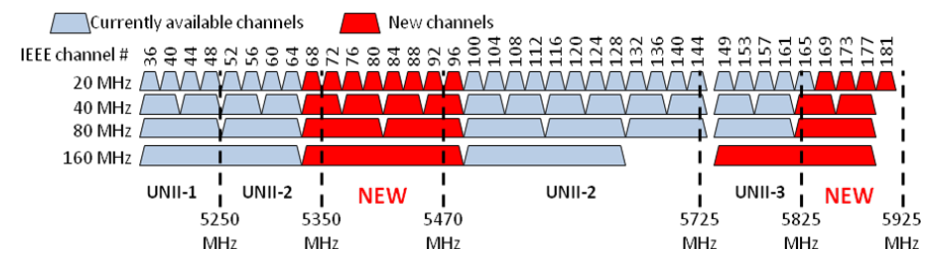 Currently available channels New channels
IEEE channel # 36 40 44 48 52 56 60 64 68 72 76 80 84 88 92 96 100 104 108 112 116 120 124 128 132 136 140 144 149 153 157 161 165 169 173 177 181
20 MHz
40 MHz
80 MHz
160 MHz
UNII-1 UNII-2 NEW UNII-2 UNII-3 NEW
5250 5350 5470 5725 5825 5925
MHz MHz MHz MHz MHz MHz